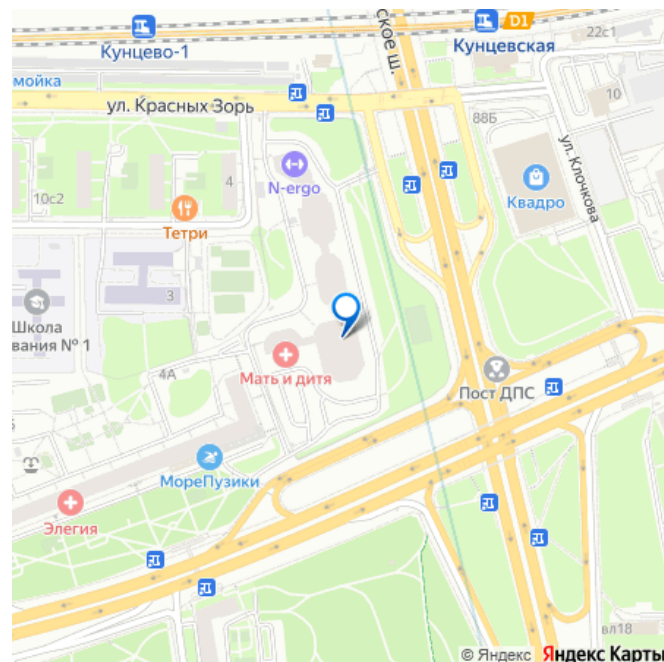 Кунцево-1
D1
Кунцевская
ское ш.
22с1
мойка
ул. Красных Зорь
10
88Б
ул. Клочкова
N-ergo
4
10с2
Тетри
Квадро
3
Школа
вания № 1
4А
Мать и дитя
Пост ДПС
МореПузики
Элегия
вл18
© Яндекс Яндекс Карты